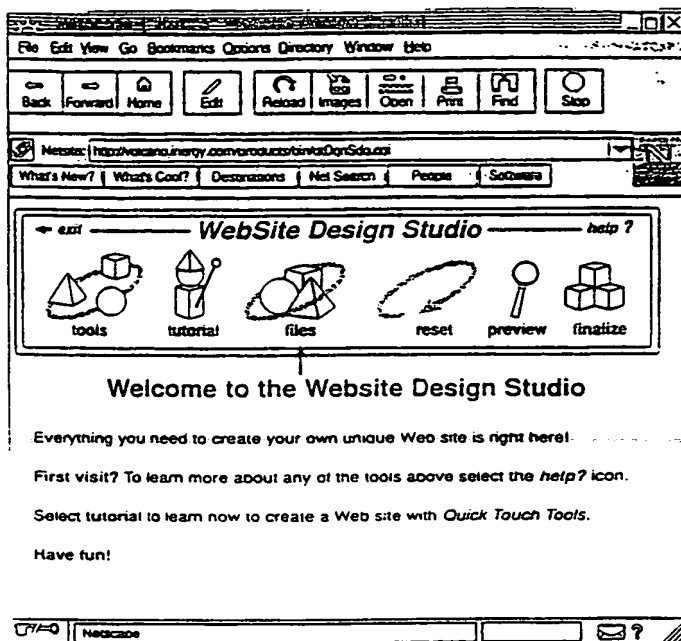 File Edit View Go Bookmarks Options Directory Window Help
Back Forward Home Edit Reload Images Open Print Find Stop
Netsite:
What's New? What's Cool? Destinations Net Search People Software
exit WebSite Design Studio help ?
tools tutorial files reset preview finalize
Welcome to the Website Design Studio
Everything you need to create your own unique Web site is right here!
First visit? To learn more about any of the tools above select the help? icon.
Select tutorial to learn how to create a Web site with Quick Touch Tools.
Have fun!
Netscape
?